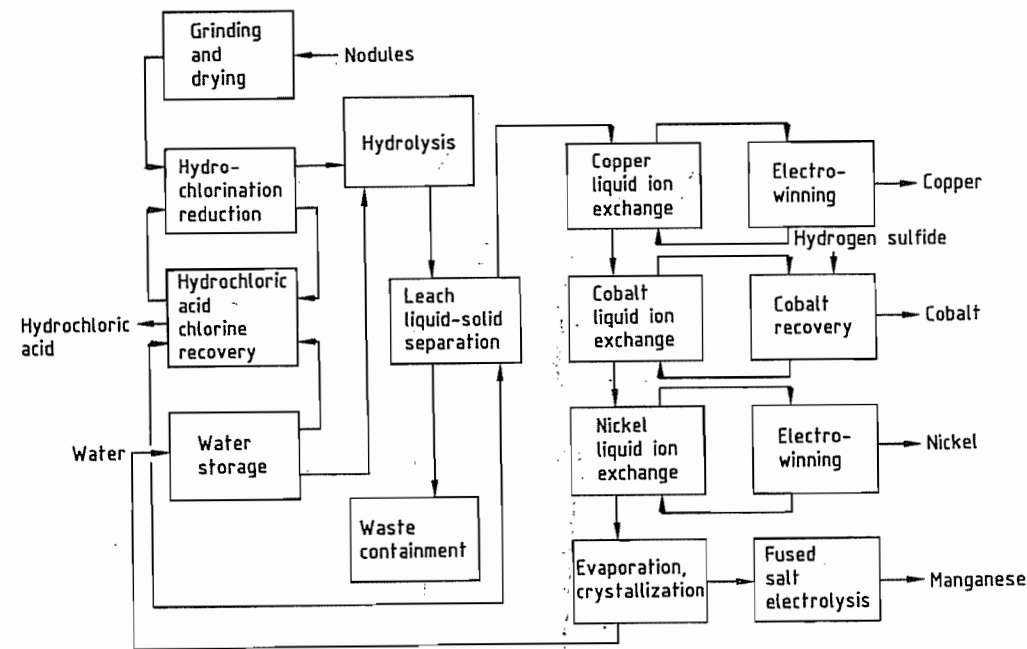 Grinding
and
drying
Nodules
Hydro-
chlorination
reduction
Hydrolysis
Hydrochloric
acid
chlorine
recovery
Hydrochloric
acid
Leach
liquid-solid
separation
Water
Water
storage
Waste
containment
Copper
liquid ion
exchange
Electro-
winning
Copper
Hydrogen sulfide
Cobalt
liquid ion
exchange
Cobalt
recovery
Cobalt
Nickel
liquid ion
exchange
Electro-
winning
Nickel
Evaporation,
crystallization
Fused
salt
electrolysis
Manganese